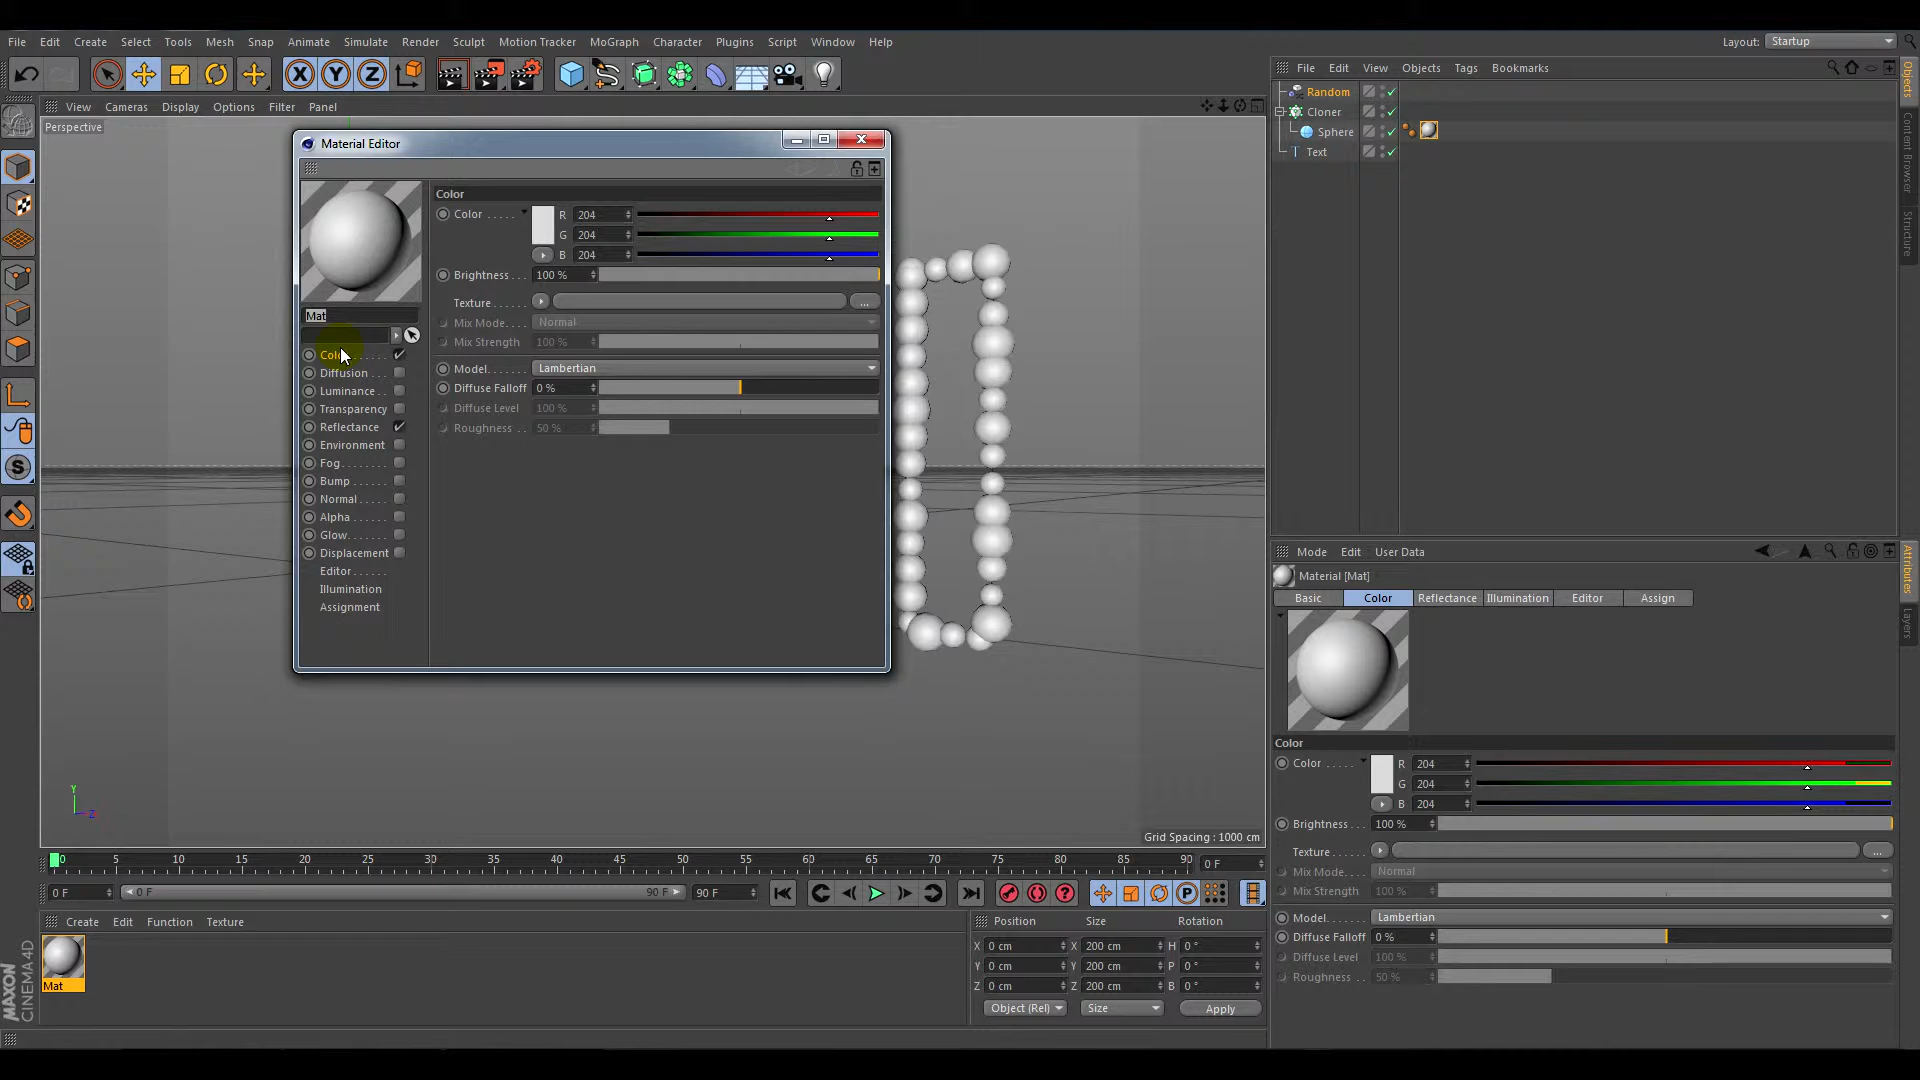 File Edit Create Select Tools Mesh Snap Animate Simulate Render Sculpt Motion Tracker MoGraph Character Plugins Script Window Help Layout: Startup
File Edit View Objects Tags Bookmarks
View Cameras Display Options Filter Panel
Perspective
Random
Cloner
Sphere
Text
Objects
Content Browser
Structure
Material Editor
Mat
Color
Diffusion
Luminance
Transparency
Reflectance
Environment
Fog
Bump
Normal
Alpha
Glow
Displacement
Editor
Illumination
Assignment
Color
Color R 204
G 204
B 204
Brightness 100 %
Texture ...
Mix Mode Normal
Mix Strength 100 %
Model Lambertian
Diffuse Falloff 0 %
Diffuse Level 100 %
Roughness 50 %
Y
Z
Grid Spacing : 1000 cm
Mode Edit User Data
Material [Mat]
Basic Color Reflectance Illumination Editor Assign
Attributes
Layers
Color
Color R 204
G 204
B 204
Brightness 100 %
Texture ...
Mix Mode Normal
Mix Strength 100 %
Model Lambertian
Diffuse Falloff 0 %
Diffuse Level 100 %
Roughness 50 %
0 5 10 15 20 25 30 35 40 45 50 55 60 65 70 75 80 85 90 0 F
0 F 0 F 90 F 90 F
Create Edit Function Texture
Mat
Position Size Rotation
X 0 cm X 200 cm H 0 °
Y 0 cm Y 200 cm P 0 °
Z 0 cm Z 200 cm B 0 °
Object (Rel) Size Apply
MAXON
CINEMA 4D